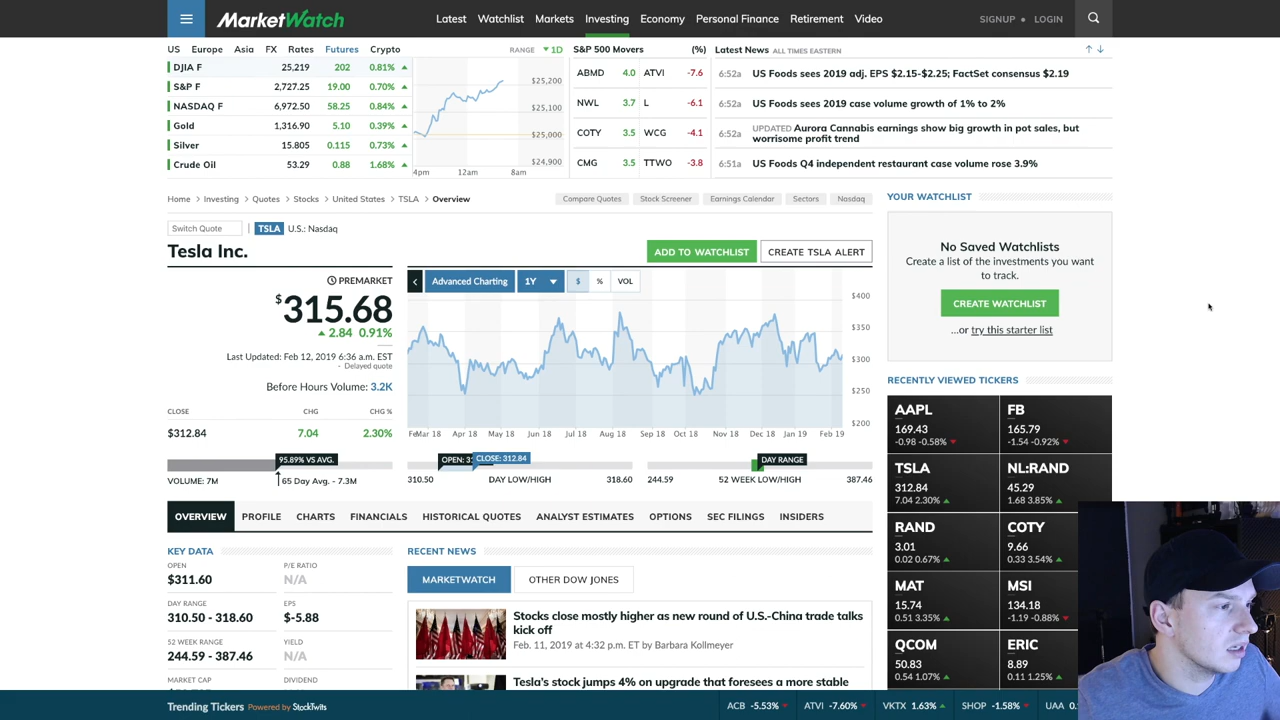 MarketWatch
Latest Watchlist Markets Investing Economy Personal Finance Retirement Video
SIGNUP • LOGIN
US Europe Asia FX Rates Futures Crypto
DJIA F 25,219 202 0.81%
S&P F 2,727.25 19.00 0.70%
NASDAQ F 6,972.50 58.25 0.84%
Gold 1,316.90 5.10 0.39%
Silver 15.805 0.115 0.73%
Crude Oil 53.29 0.88 1.68%
RANGE 1D
$25,200
$25,100
$25,000
$24,900
4pm 12am 8am
S&P 500 Movers (%)
ABMD 4.0 ATVI -7.6
NWL 3.7 L -6.1
COTY 3.5 WCG -4.1
CMG 3.5 TTWO -3.8
Latest News ALL TIMES EASTERN
6:52a US Foods sees 2019 adj. EPS $2.15-$2.25; FactSet consensus $2.19
6:52a US Foods sees 2019 case volume growth of 1% to 2%
6:52a UPDATED Aurora Cannabis earnings show big growth in pot sales, but
worrisome profit trend
6:51a US Foods Q4 independent restaurant case volume rose 3.9%
Home > Investing > Quotes > Stocks > United States > TSLA > Overview
Compare Quotes Stock Screener Earnings Calendar Sectors Nasdaq
Switch Quote | TSLA U.S.: Nasdaq
Tesla Inc.
ADD TO WATCHLIST CREATE TSLA ALERT
PREMARKET
$315.68
2.84 0.91%
Last Updated: Feb 12, 2019 6:36 a.m. EST
- Delayed quote
Before Hours Volume: 3.2K
CLOSE CHG CHG %
$312.84 7.04 2.30%
95.89% VS AVG.
VOLUME: 7M 65 Day Avg. - 7.3M
< Advanced Charting 1Y $ % VOL
$400
$350
$300
$250
$200
Mar 18 Apr 18 May 18 Jun 18 Jul 18 Aug 18 Sep 18 Oct 18 Nov 18 Dec 18 Jan 19 Feb 19
CLOSE: 312.84
310.50 DAY LOW/HIGH 318.60
DAY RANGE
244.59 52 WEEK LOW/HIGH 387.46
OVERVIEW PROFILE CHARTS FINANCIALS HISTORICAL QUOTES ANALYST ESTIMATES OPTIONS SEC FILINGS INSIDERS
KEY DATA
OPEN P/E RATIO
$311.60 N/A
DAY RANGE EPS
310.50 - 318.60 $-5.88
52 WEEK RANGE YIELD
244.59 - 387.46 N/A
MARKET CAP DIVIDEND
RECENT NEWS
MARKETWATCH OTHER DOW JONES
Stocks close mostly higher as new round of U.S.-China trade talks
kick off
Feb. 11, 2019 at 4:32 p.m. ET by Barbara Kollmeyer
Tesla's stock jumps 4% on upgrade that foresees a more stable
YOUR WATCHLIST
No Saved Watchlists
Create a list of the investments you want
to track.
CREATE WATCHLIST
...or try this starter list
RECENTLY VIEWED TICKERS
AAPL FB
169.43 165.79
-0.98 -0.58% -1.54 -0.92%
TSLA NL:RAND
312.84 45.29
7.04 2.30% 1.68 3.85%
RAND COTY
3.01 9.66
0.02 0.67% 0.33 3.54%
MAT MSI
15.74 134.18
0.51 3.35% -1.19 -0.88%
QCOM ERIC
50.83 8.89
0.54 1.07% 0.11 1.25%
Trending Tickers Powered by StockTwits
ACB -5.53% ATVI -7.60% VKTX 1.63% SHOP -1.58% UAA